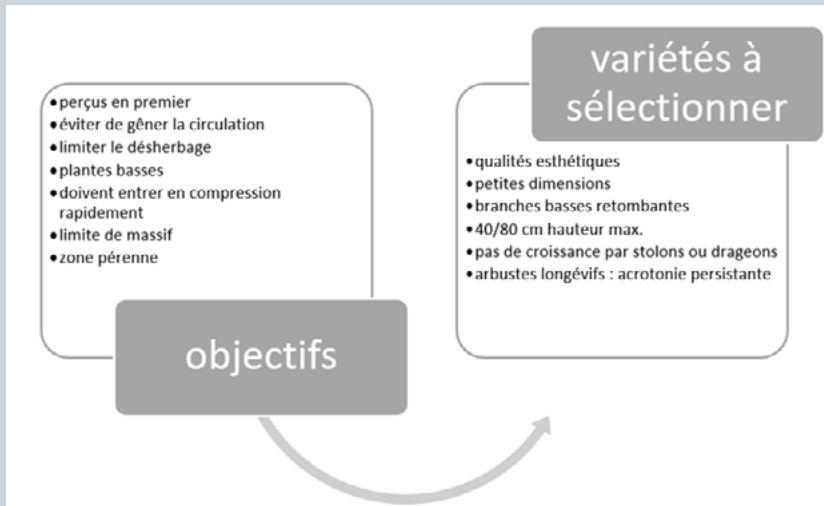 • perçus en premier
• éviter de gêner la circulation
• limiter le désherbage
• plantes basses
• doivent entrer en compression
rapidement
• limite de massif
• zone pérenne
objectifs
variétés à
sélectionner
• qualités esthétiques
• petites dimensions
• branches basses retombantes
• 40/80 cm hauteur max.
• pas de croissance par stolons ou drageons
• arbustes longévifs : acrotonie persistante